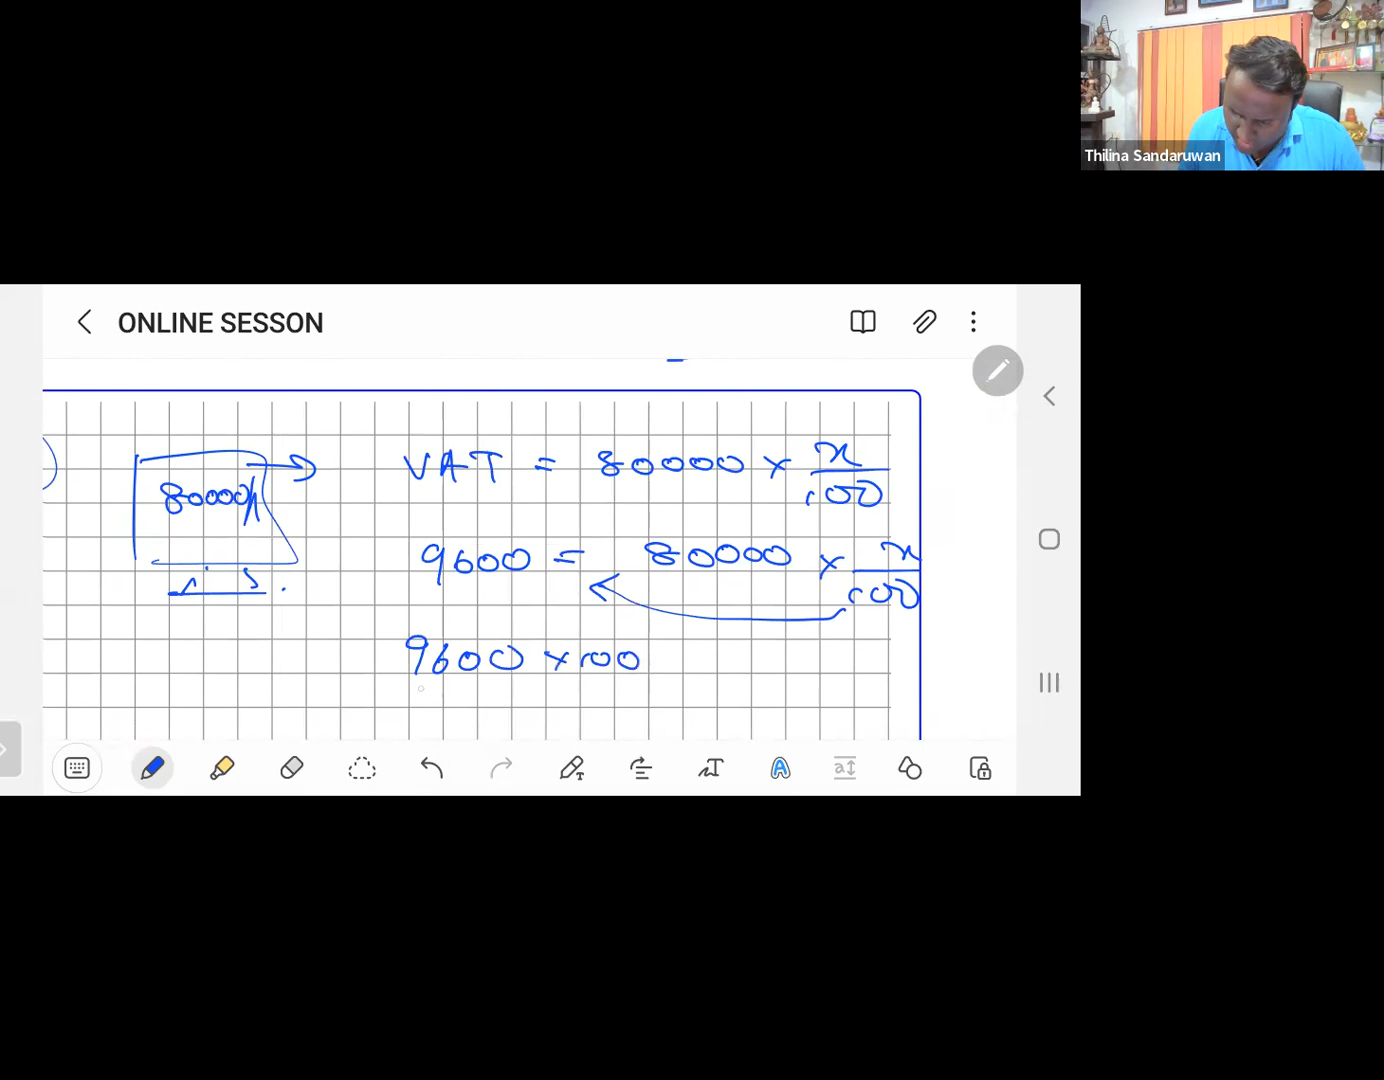 Thilina Sandaruwan
ONLINE SESSON
80000/
VAT = 80000 × x/100
9600 = 80000 × x/100
9600 × 100